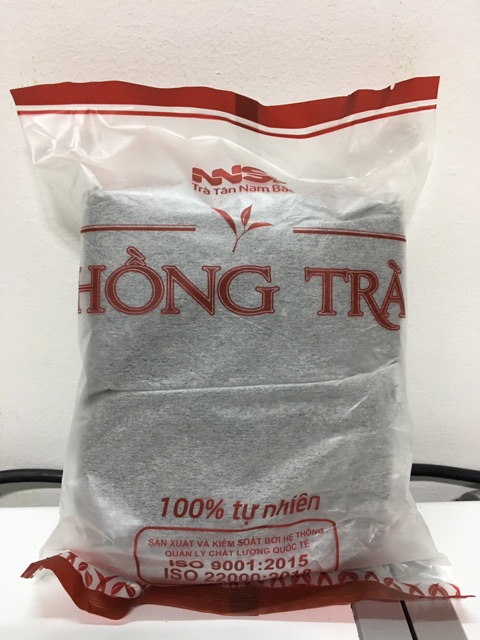 Trà Tân Nam Bắc
HỒNG TRÀ
100% tự nhiên
SẢN XUẤT VÀ KIỂM SOÁT BỞI HỆ THỐNG
QUẢN LÝ CHẤT LƯỢNG QUỐC TẾ
ISO 9001:2015
ISO 22000:2018